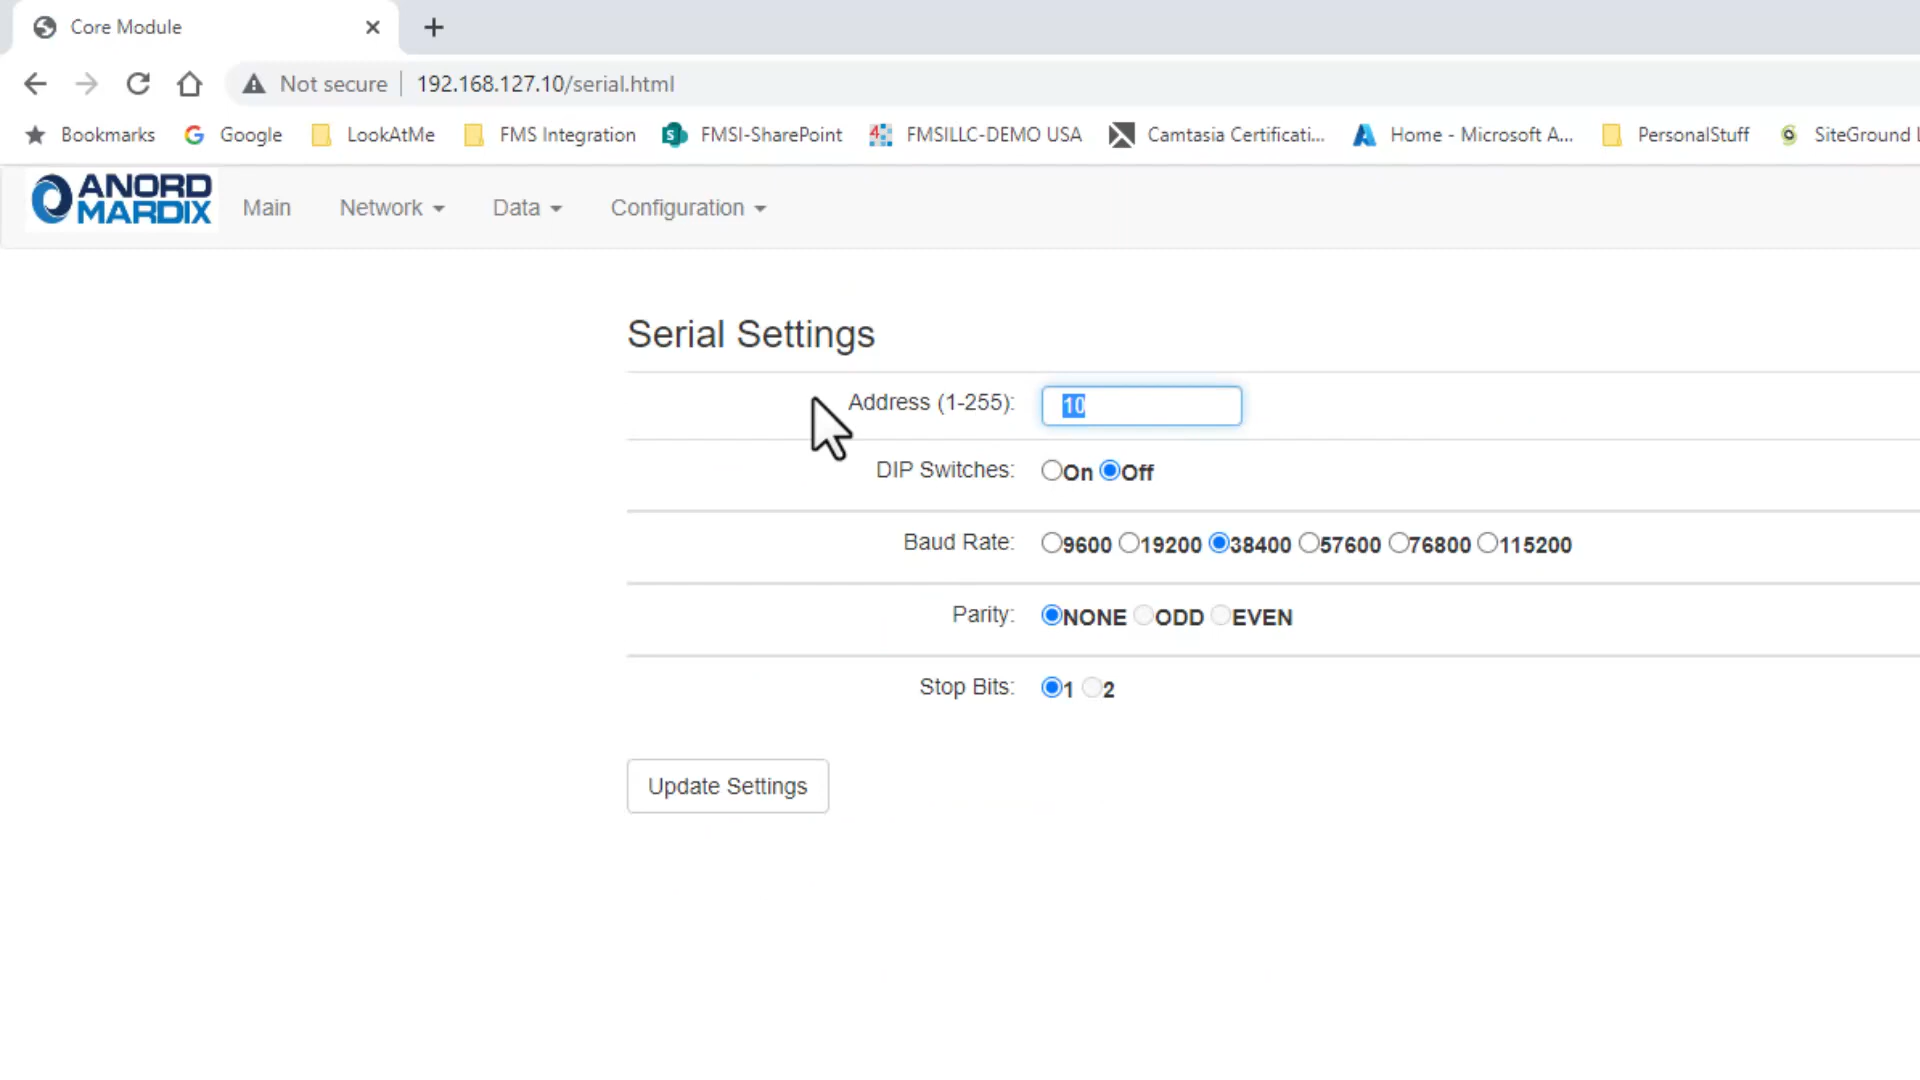 Core Module
Not secure 192.168.127.10/serial.html
Bookmarks Google LookAtMe FMS Integration FMSI-SharePoint FMSILLC-DEMO USA Camtasia Certificati... Home - Microsoft A... PersonalStuff SiteGround
ANORD
MARDIX
Main Network Data Configuration
Serial Settings
Address (1-255): 10
DIP Switches: On Off
Baud Rate: 9600 19200 38400 57600 76800 115200
Parity: NONE ODD EVEN
Stop Bits: 1 2
Update Settings